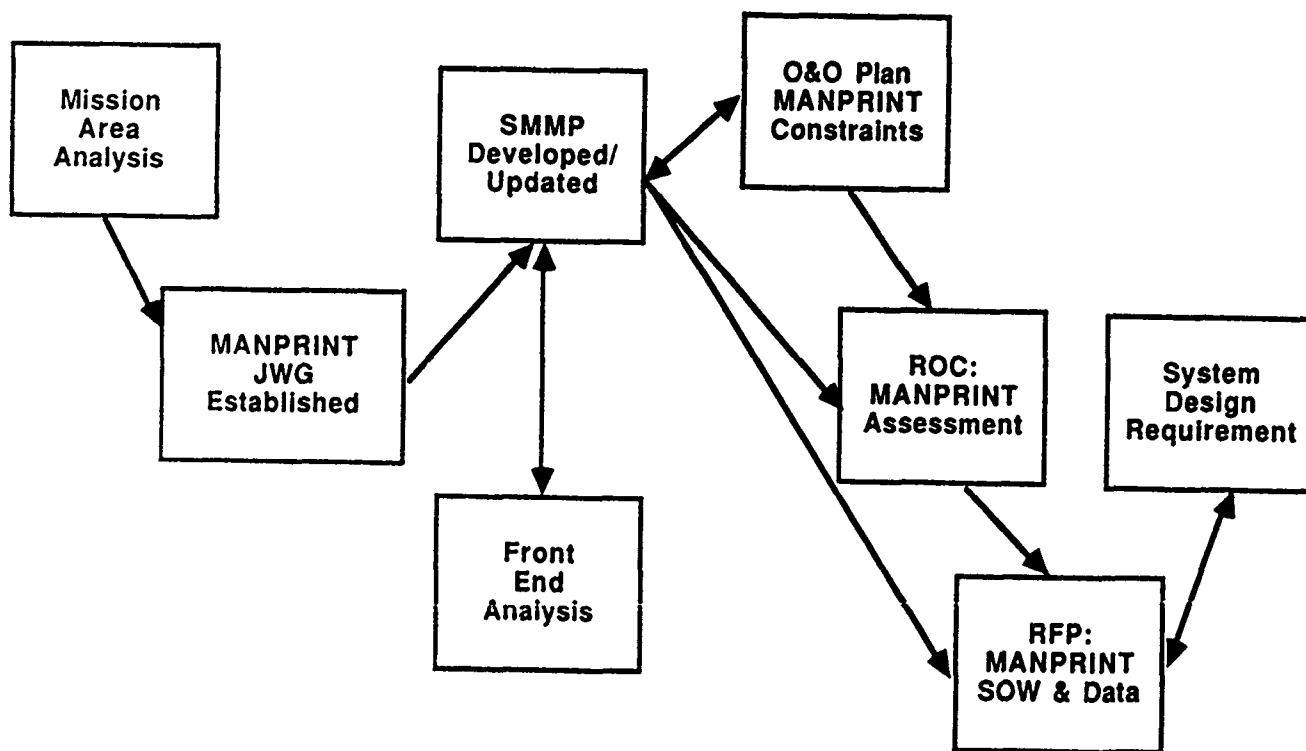 Mission
Area
Analysis
MANPRINT
JWG
Established
SMMP
Developed/
Updated
Front
End
Analysis
O&O Plan
MANPRINT
Constraints
ROC:
MANPRINT
Assessment
System
Design
Requirement
RFP:
MANPRINT
SOW & Data